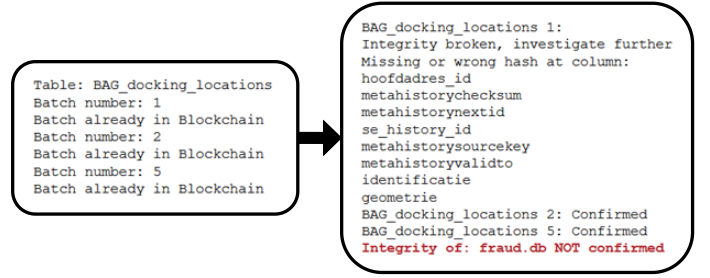 Table: BAG_docking_locations
Batch number: 1
Batch already in Blockchain
Batch number: 2
Batch already in Blockchain
Batch number: 5
Batch already in Blockchain
BAG_docking_locations 1:
Integrity broken, investigate further
Missing or wrong hash at column:
hoofdadres_id
metahistorychecksum
metahistorynextid
se_history_id
metahistorysourcekey
metahistoryvalidto
identificatie
geometrie
BAG_docking_locations 2: Confirmed
BAG_docking_locations 5: Confirmed
Integrity of: fraud.db NOT confirmed